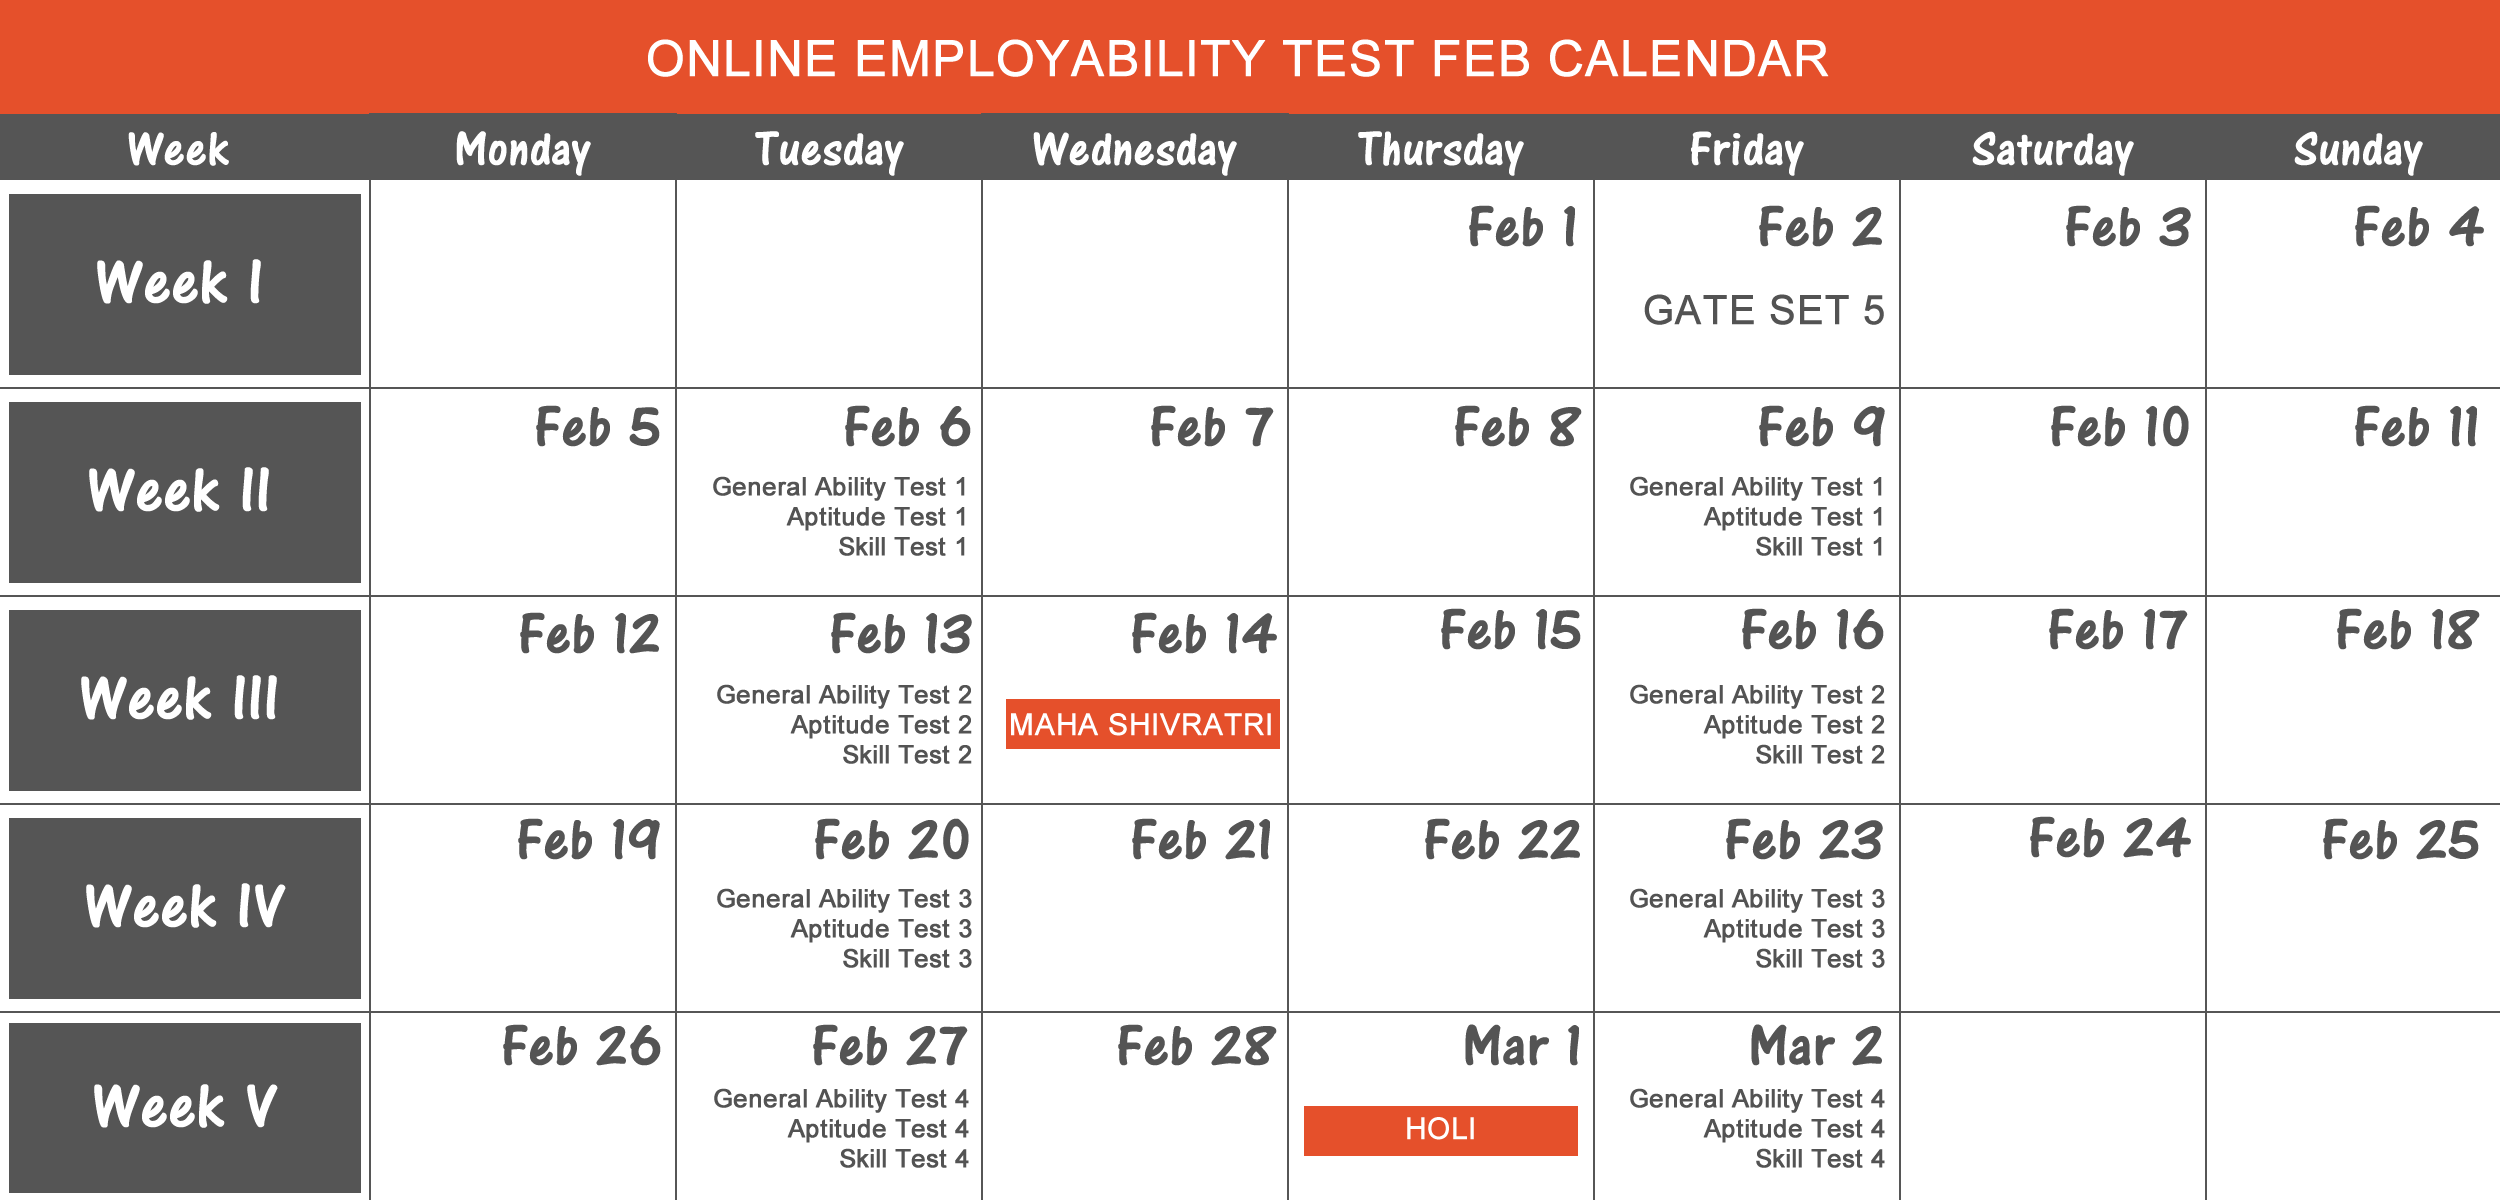 ONLINE EMPLOYABILITY TEST FEB CALENDAR
Week Monday Tuesday Wednesday Thursday Friday Saturday Sunday
Week I
Feb 1
Feb 2
GATE SET 5
Feb 3
Feb 4
Week II
Feb 5
Feb 6
General Ability Test 1
Aptitude Test 1
Skill Test 1
Feb 7
Feb 8
Feb 9
General Ability Test 1
Aptitude Test 1
Skill Test 1
Feb 10
Feb 11
Week III
Feb 12
Feb 13
General Ability Test 2
Aptitude Test 2
Skill Test 2
Feb 14
MAHA SHIVRATRI
Feb 15
Feb 16
General Ability Test 2
Aptitude Test 2
Skill Test 2
Feb 17
Feb 18
Week IV
Feb 19
Feb 20
General Ability Test 3
Aptitude Test 3
Skill Test 3
Feb 21
Feb 22
Feb 23
General Ability Test 3
Aptitude Test 3
Skill Test 3
Feb 24
Feb 25
Week V
Feb 26
Feb 27
General Ability Test 4
Aptitude Test 4
Skill Test 4
Feb 28
Mar 1
HOLI
Mar 2
General Ability Test 4
Aptitude Test 4
Skill Test 4